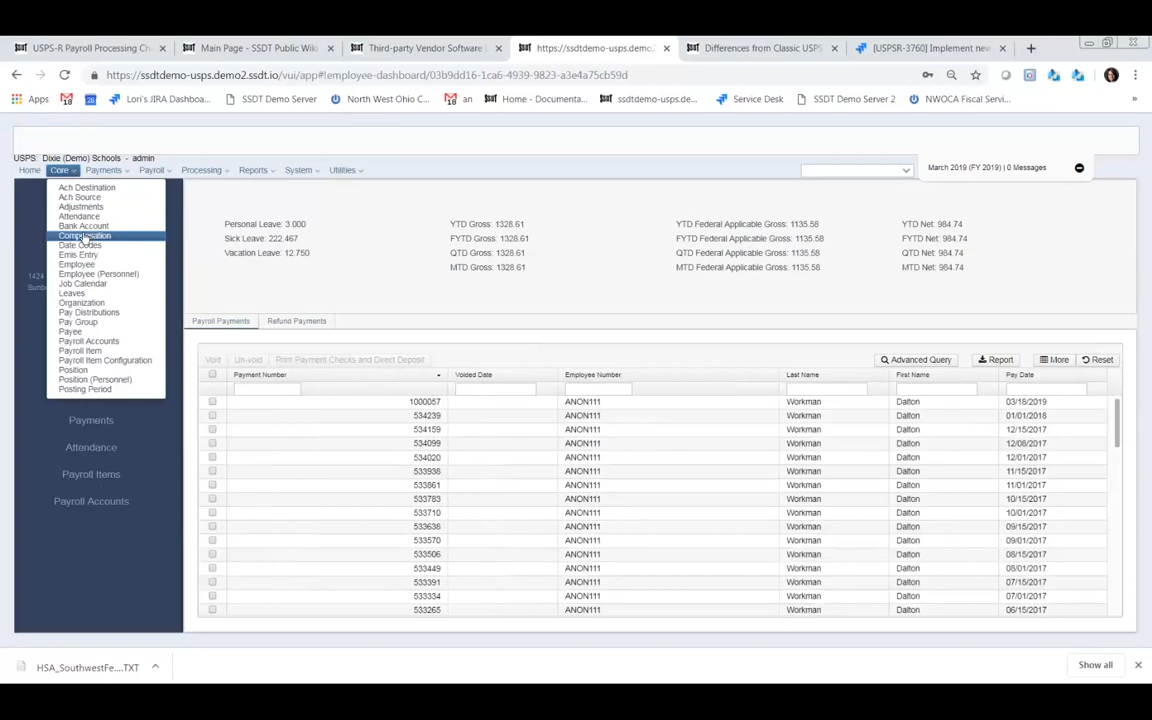 USPS-R Payroll Processing Ch
Main Page - SSDT Public Wiki
Third-party Vendor Software L
https://ssdtdemo-usps.demo2.s
Differences from Classic USPS
[USPSR-3760] Implement new
https://ssdtdemo-usps.demo2.ssdt.io/vui/app#!employee-dashboard/03b9dd16-1ca6-4939-9823-a3e4a75cb59d
Apps
Lori's JIRA Dashboa...
SSDT Demo Server
North West Ohio C...
an
Home - Documenta...
ssdtdemo-usps.de...
Service Desk
SSDT Demo Server 2
NWOCA Fiscal Servi...
USPS: Dixie (Demo) Schools - admin
Home Core Payments Payroll Processing Reports System Utilities
March 2019 (FY 2019) | 0 Messages
Ach Destination
Ach Source
Adjustments
Attendance
Bank Account
Compensation
Date Codes
Emis Entry
Employee
Employee (Personnel)
Job Calendar
Leaves
Organization
Pay Distributions
Pay Group
Payee
Payroll Accounts
Payroll Item
Payroll Item Configuration
Position
Position (Personnel)
Posting Period
1424
Bunb
Payments
Attendance
Payroll Items
Payroll Accounts
Personal Leave: 3.000 YTD Gross: 1328.61 YTD Federal Applicable Gross: 1135.58 YTD Net: 984.74
Sick Leave: 222.467 FYTD Gross: 1328.61 FYTD Federal Applicable Gross: 1135.58 FYTD Net: 984.74
Vacation Leave: 12.750 QTD Gross: 1328.61 QTD Federal Applicable Gross: 1135.58 QTD Net: 984.74
MTD Gross: 1328.61 MTD Federal Applicable Gross: 1135.58 MTD Net: 984.74
Payroll Payments Refund Payments
Void Un-void Print Payment Checks and Direct Deposit Advanced Query Report More Reset
Payment Number Voided Date Employee Number Last Name First Name Pay Date
1000057 ANON111 Workman Dalton 03/18/2019
534239 ANON111 Workman Dalton 01/01/2018
534159 ANON111 Workman Dalton 12/15/2017
534099 ANON111 Workman Dalton 12/08/2017
534020 ANON111 Workman Dalton 12/01/2017
533938 ANON111 Workman Dalton 11/15/2017
533861 ANON111 Workman Dalton 11/01/2017
533783 ANON111 Workman Dalton 10/15/2017
533710 ANON111 Workman Dalton 10/01/2017
533638 ANON111 Workman Dalton 09/15/2017
533570 ANON111 Workman Dalton 09/01/2017
533506 ANON111 Workman Dalton 08/15/2017
533449 ANON111 Workman Dalton 08/01/2017
533391 ANON111 Workman Dalton 07/15/2017
533334 ANON111 Workman Dalton 07/01/2017
533265 ANON111 Workman Dalton 06/15/2017
HSA_SouthwestFe....TXT
Show all